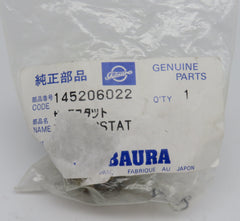 純正部品
GENUINE
PARTS
部品番号 145206022 Q'TY 1
CODE
部品名
NAME STAT
BAURA
FABRIQUE AU JAPON